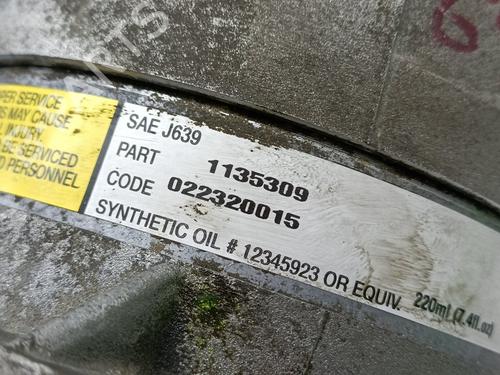 PER SERVICE
S MAY CAUSE
INJURY
BE SERVICED
D PERSONNEL
SAE J639
PART 1135309
CODE 022320015
SYNTHETIC OIL # 12345923 OR EQUIV. 220ml (7.4fl.oz)
PARTS